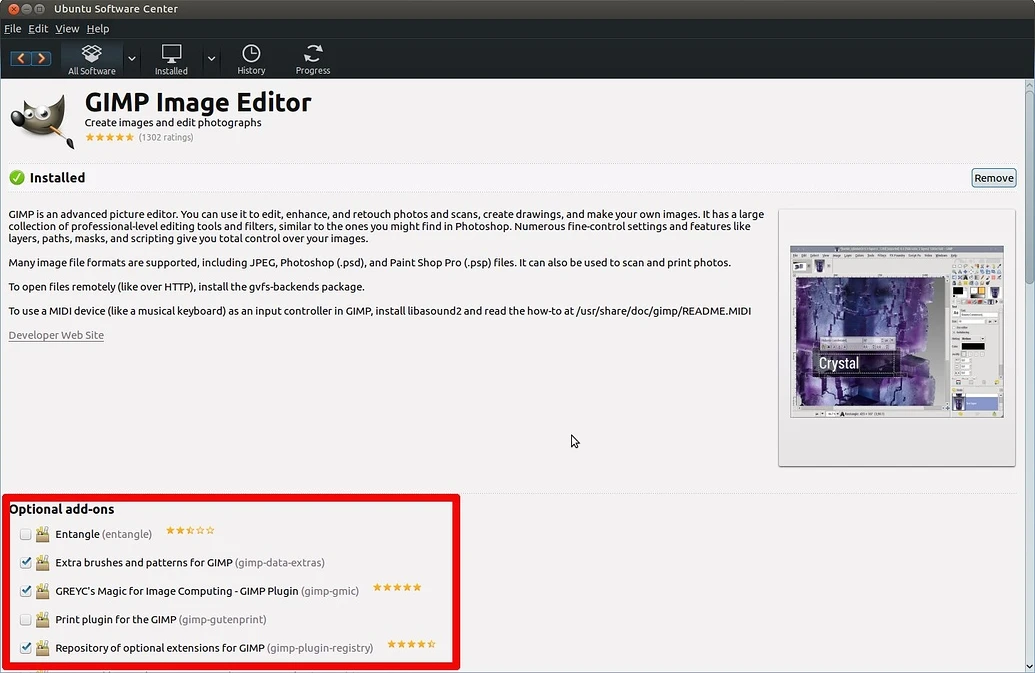 Ubuntu Software Center
File Edit View Help
All Software
Installed
History
Progress
GIMP Image Editor
Create images and edit photographs
(1302 ratings)
Installed
Remove
GIMP is an advanced picture editor. You can use it to edit, enhance, and retouch photos and scans, create drawings, and make your own images. It has a large
collection of professional-level editing tools and filters, similar to the ones you might find in Photoshop. Numerous fine-control settings and features like
layers, paths, masks, and scripting give you total control over your images.
Many image file formats are supported, including JPEG, Photoshop (.psd), and Paint Shop Pro (.psp) files. It can also be used to scan and print photos.
To open files remotely (like over HTTP), install the gvfs-backends package.
To use a MIDI device (like a musical keyboard) as an input controller in GIMP, install libasound2 and read the how-to at /usr/share/doc/gimp/README.MIDI
Developer Web Site
Crystal
Optional add-ons
Entangle (entangle)
Extra brushes and patterns for GIMP (gimp-data-extras)
GREYC's Magic for Image Computing - GIMP Plugin (gimp-gmic)
Print plugin for the GIMP (gimp-gutenprint)
Repository of optional extensions for GIMP (gimp-plugin-registry)